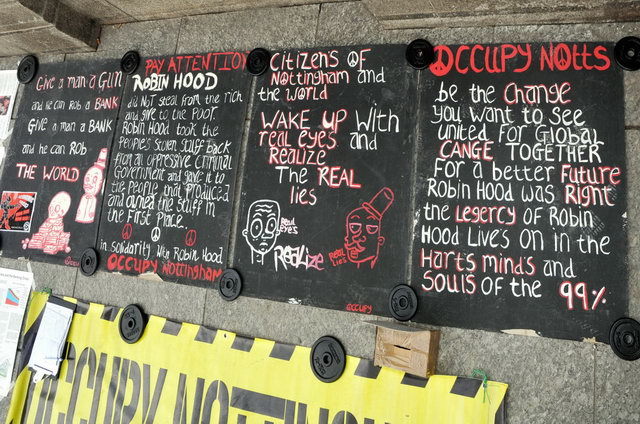 GIVE a man a GUN
and he can ROB a BANK
GIVE a man a BANK
and he can ROB
THE WORLD
PAY ATTENTION
ROBIN HOOD
did NOT steal from the rich
and give to the POOR.
Robin Hood took the
peoples stolen stuff back
from an oppressive criminal
Government and gave it to
the people that produced
and owned the stuff in
the First Place.
in solidarity with Robin Hood
OCCUPY Nottingham
CITIZENS OF
Nottingham and
the WORLD
WAKE UP With
real eyes and
REALIZE
The REAL
lies
Real
eyes
REALIZE
REAL
LIES
OCCUPY
OCCUPY NOTTS
be the CHANGE
you want to see
united FOR GLOBAL
CANGE TOGETHER
FOR a better Future
Robin Hood was Right
the Legercy of Robin
Hood LIVES ON in the
Harts minds and
SOULS of the 99%
OCCUPY NOTTINGH